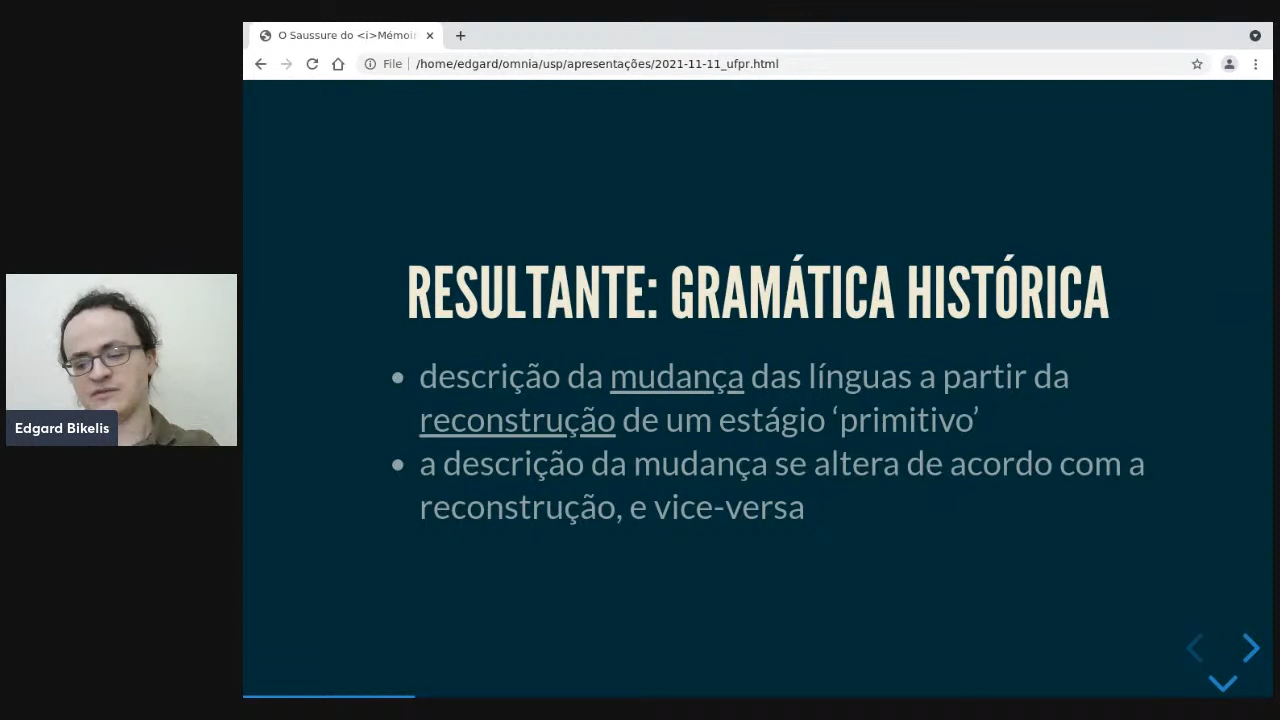 O Saussure do <i>Mémoir
File
/home/edgard/omnia/usp/apresentações/2021-11-11_ufpr.html
RESULTANTE: GRAMÁTICA HISTÓRICA
descrição da mudança das línguas a partir da
reconstrução de um estágio ‘primitivo’
a descrição da mudança se altera de acordo com a
reconstrução, e vice-versa
Edgard Bikelis